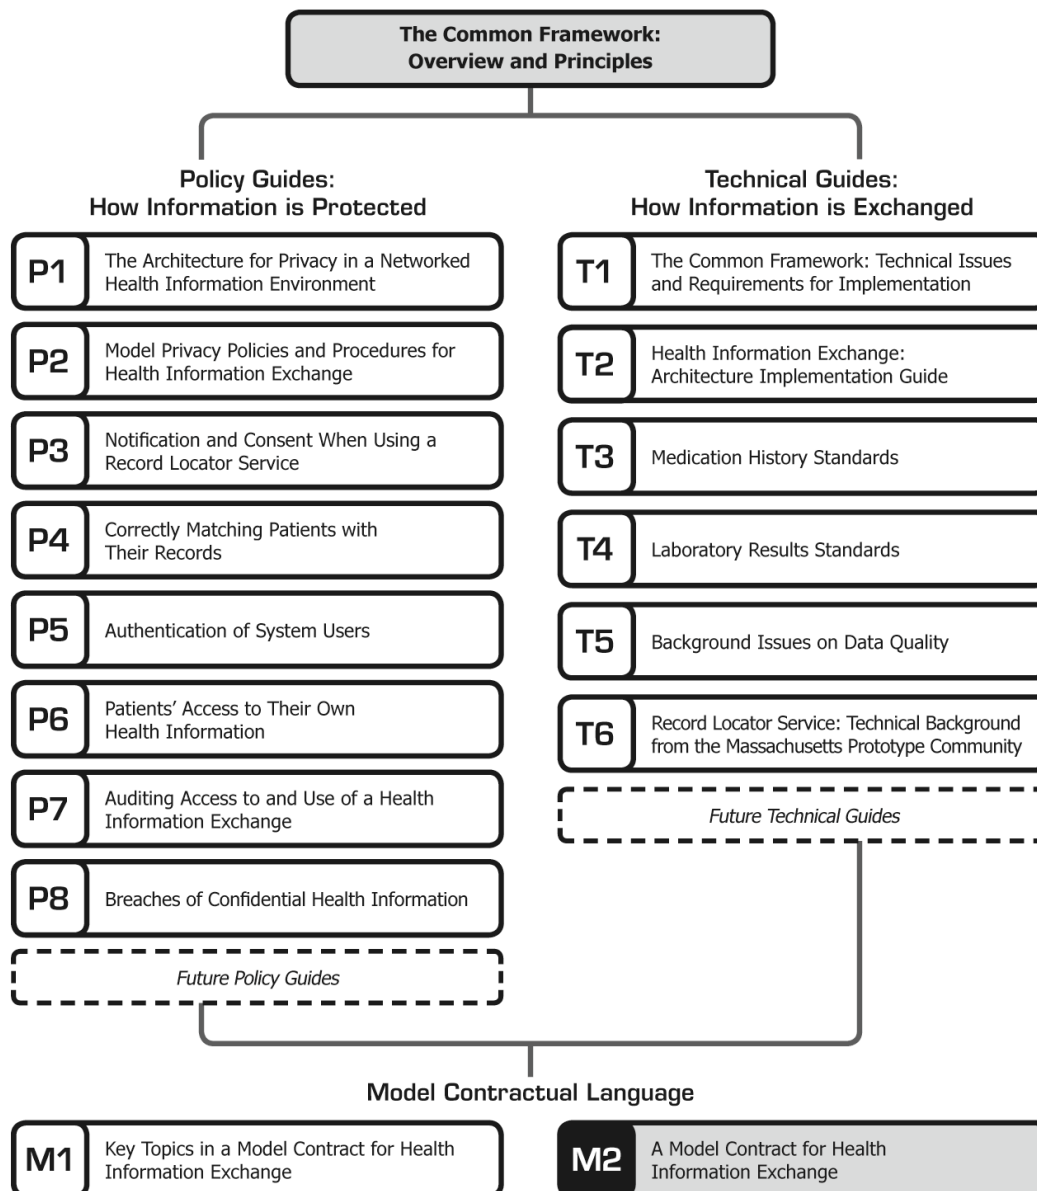 The Common Framework:
Overview and Principles
Policy Guides:
How Information is Protected
P1
The Architecture for Privacy in a Networked
Health Information Environment
P2
Model Privacy Policies and Procedures for
Health Information Exchange
P3
Notification and Consent When Using a
Record Locator Service
P4
Correctly Matching Patients with
Their Records
P5
Authentication of System Users
P6
Patients’ Access to Their Own
Health Information
P7
Auditing Access to and Use of a Health
Information Exchange
P8
Breaches of Confidential Health Information
Future Policy Guides
Technical Guides:
How Information is Exchanged
T1
The Common Framework: Technical Issues
and Requirements for Implementation
T2
Health Information Exchange:
Architecture Implementation Guide
T3
Medication History Standards
T4
Laboratory Results Standards
T5
Background Issues on Data Quality
T6
Record Locator Service: Technical Background
from the Massachusetts Prototype Community
Future Technical Guides
Model Contractual Language
M1
Key Topics in a Model Contract for Health
Information Exchange
M2
A Model Contract for Health
Information Exchange